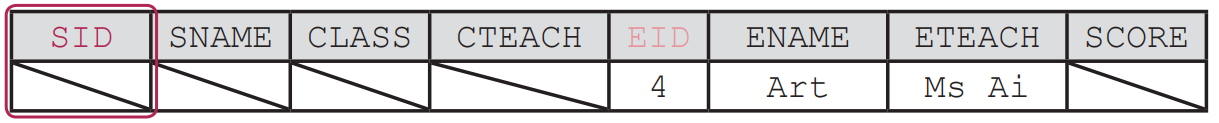 SID SNAME CLASS CTEACH EID ENAME ETEACH SCORE
4 Art Ms Ai